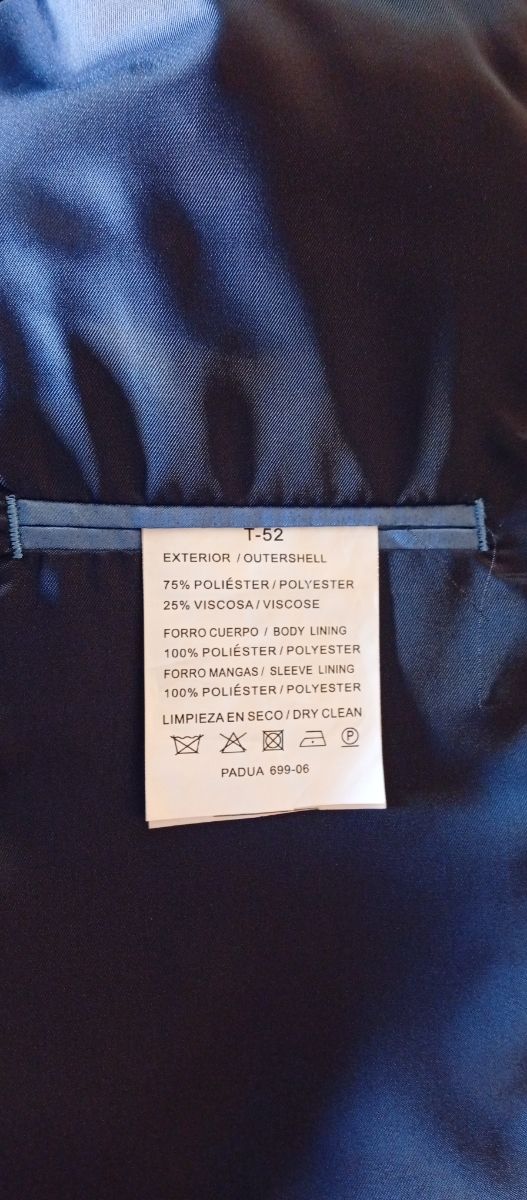 T-52
EXTERIOR / OUTERSHELL
75% POLIÉSTER / POLYESTER
25% VISCOSA / VISCOSE
FORRO CUERPO / BODY LINING
100% POLIÉSTER / POLYESTER
FORRO MANGAS / SLEEVE LINING
100% POLIÉSTER / POLYESTER
LIMPIEZA EN SECO / DRY CLEAN
P
PADUA 699-06